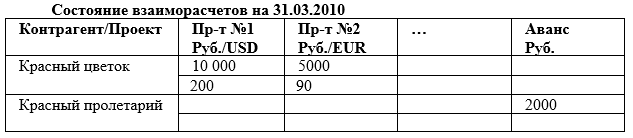 Состояние взаиморасчетов на 31.03.2010
Контрагент/Проект Пр-т №1 Пр-т №2 … Аванс
Руб./USD Руб./EUR Руб.
Красный цветок 10 000 5000
200 90
Красный пролетарий 2000